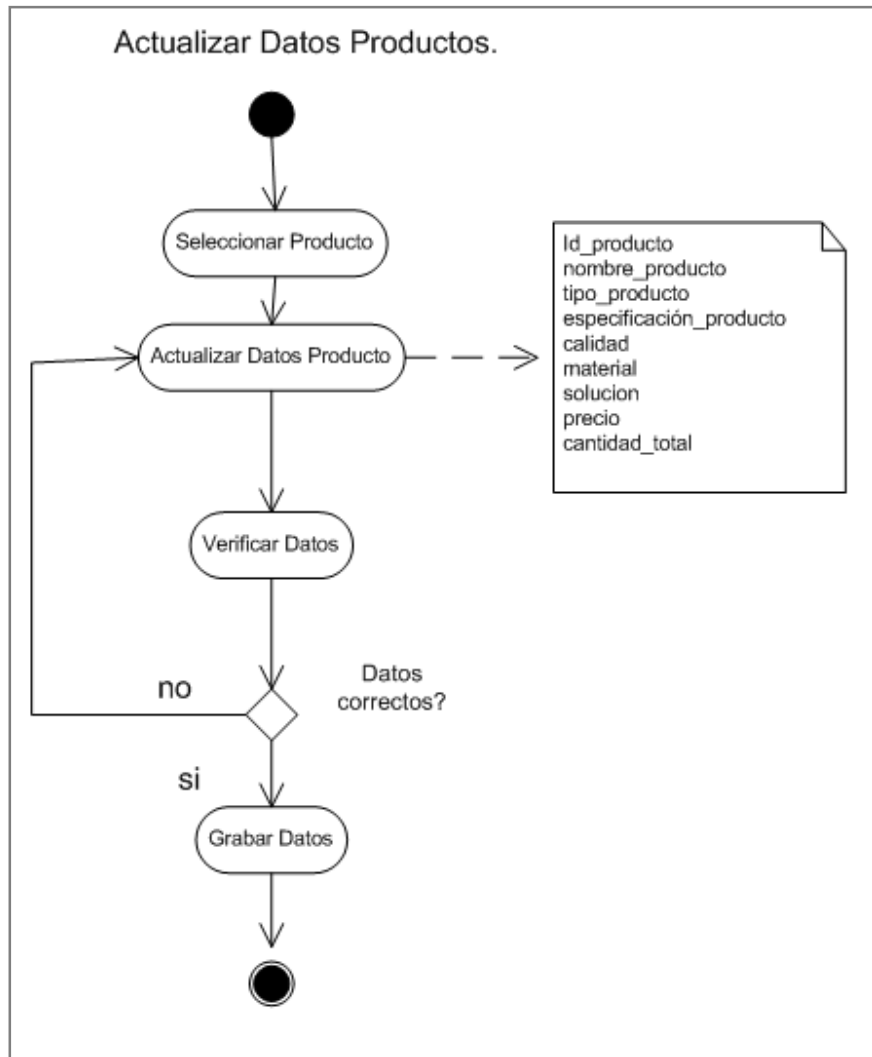 Actualizar Datos Productos.
Seleccionar Producto
Actualizar Datos Producto
Id_producto
nombre_producto
tipo_producto
especificación_producto
calidad
material
solucion
precio
cantidad_total
Verificar Datos
no
Datos
correctos?
si
Grabar Datos